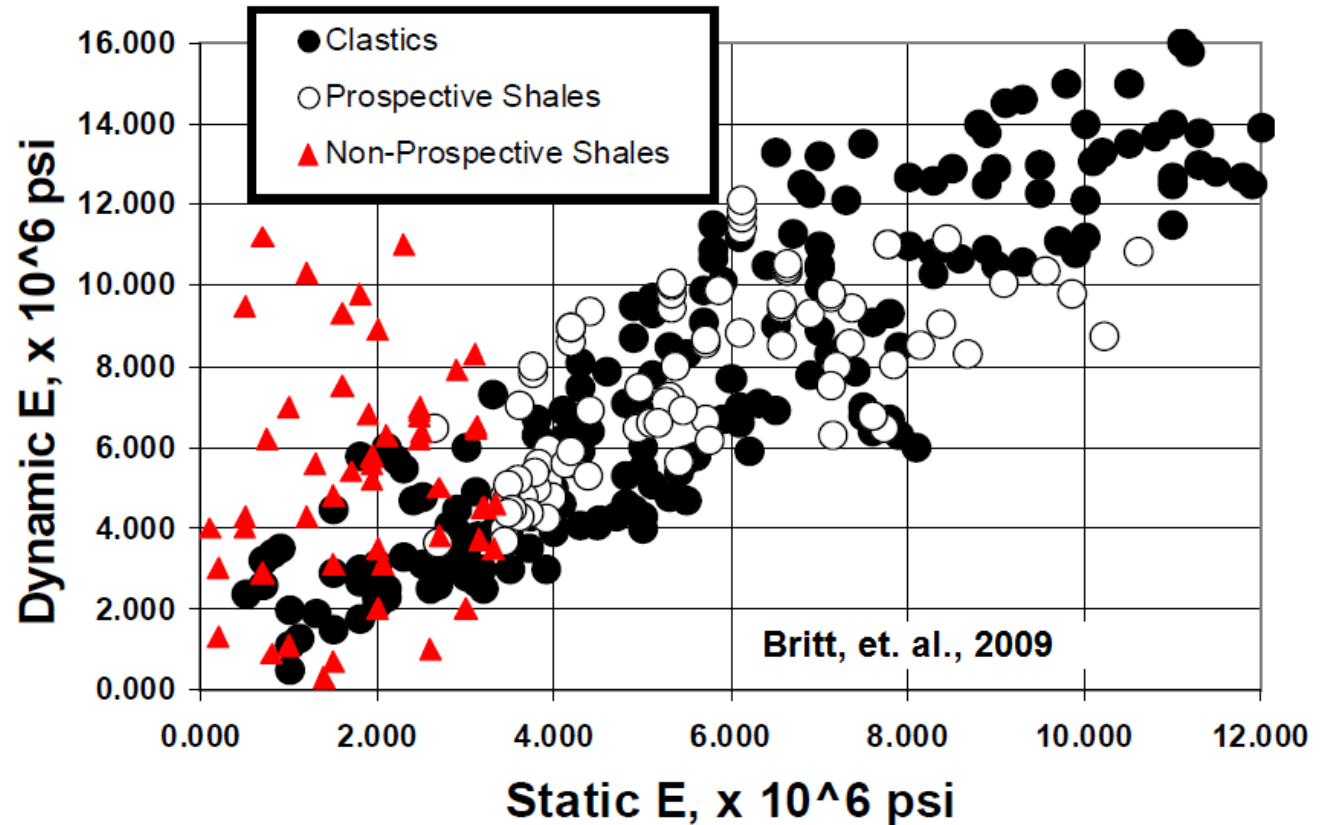 Clastics
Prospective Shales
Non-Prospective Shales
16.000
14.000
12.000
10.000
8.000
6.000
4.000
2.000
0.000
Dynamic E, x 10^6 psi
Britt, et. al., 2009
0.000 2.000 4.000 6.000 8.000 10.000 12.000
Static E, x 10^6 psi